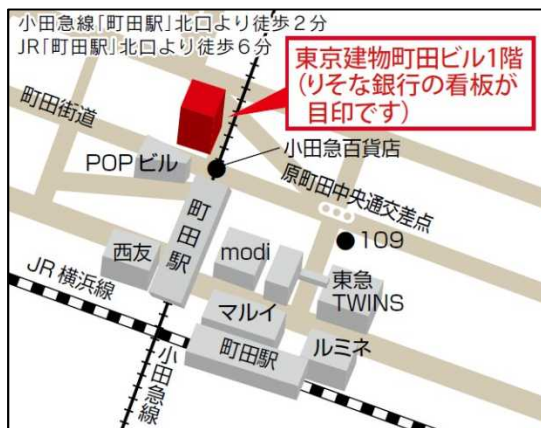 小田急線「町田駅」北口より徒歩2分
JR「町田駅」北口より徒歩6分
東京建物町田ビル1階
(りそな銀行の看板が
目印です)
町田街道
POPビル
小田急百貨店
原町田中央通交差点
町田駅
109
西友
modi
東急
TWINS
JR横浜線
マルイ
町田駅
ルミネ
小田急線